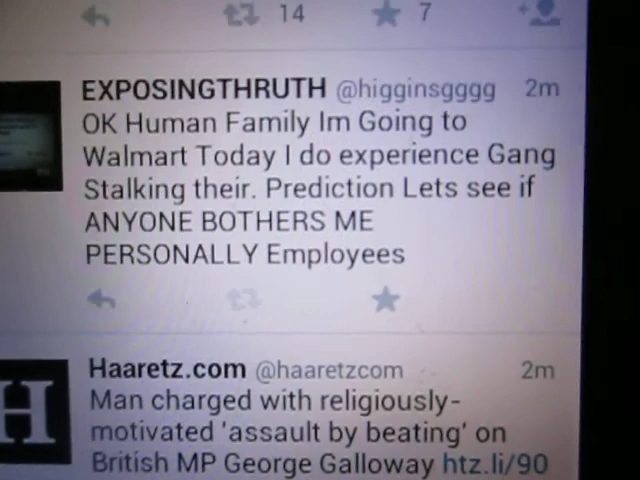 14 7
EXPOSINGTHRUTH @higginsgggg 2m
OK Human Family Im Going to
Walmart Today I do experience Gang
Stalking their. Prediction Lets see if
ANYONE BOTHERS ME
PERSONALLY Employees
Haaretz.com @haaretzcom 2m
H
Man charged with religiously-
motivated 'assault by beating' on
British MP George Galloway htz.li/90